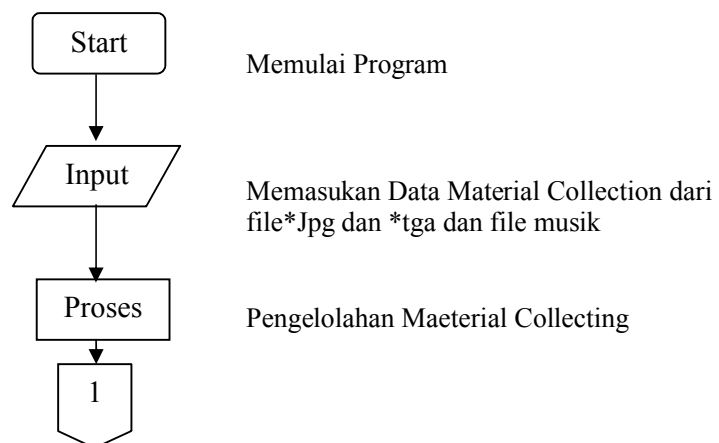 Start
Memulai Program
Input
Memasukan Data Material Collection dari
file*Jpg dan *tga dan file musik
Proses
Pengelolahan Maeterial Collecting
1